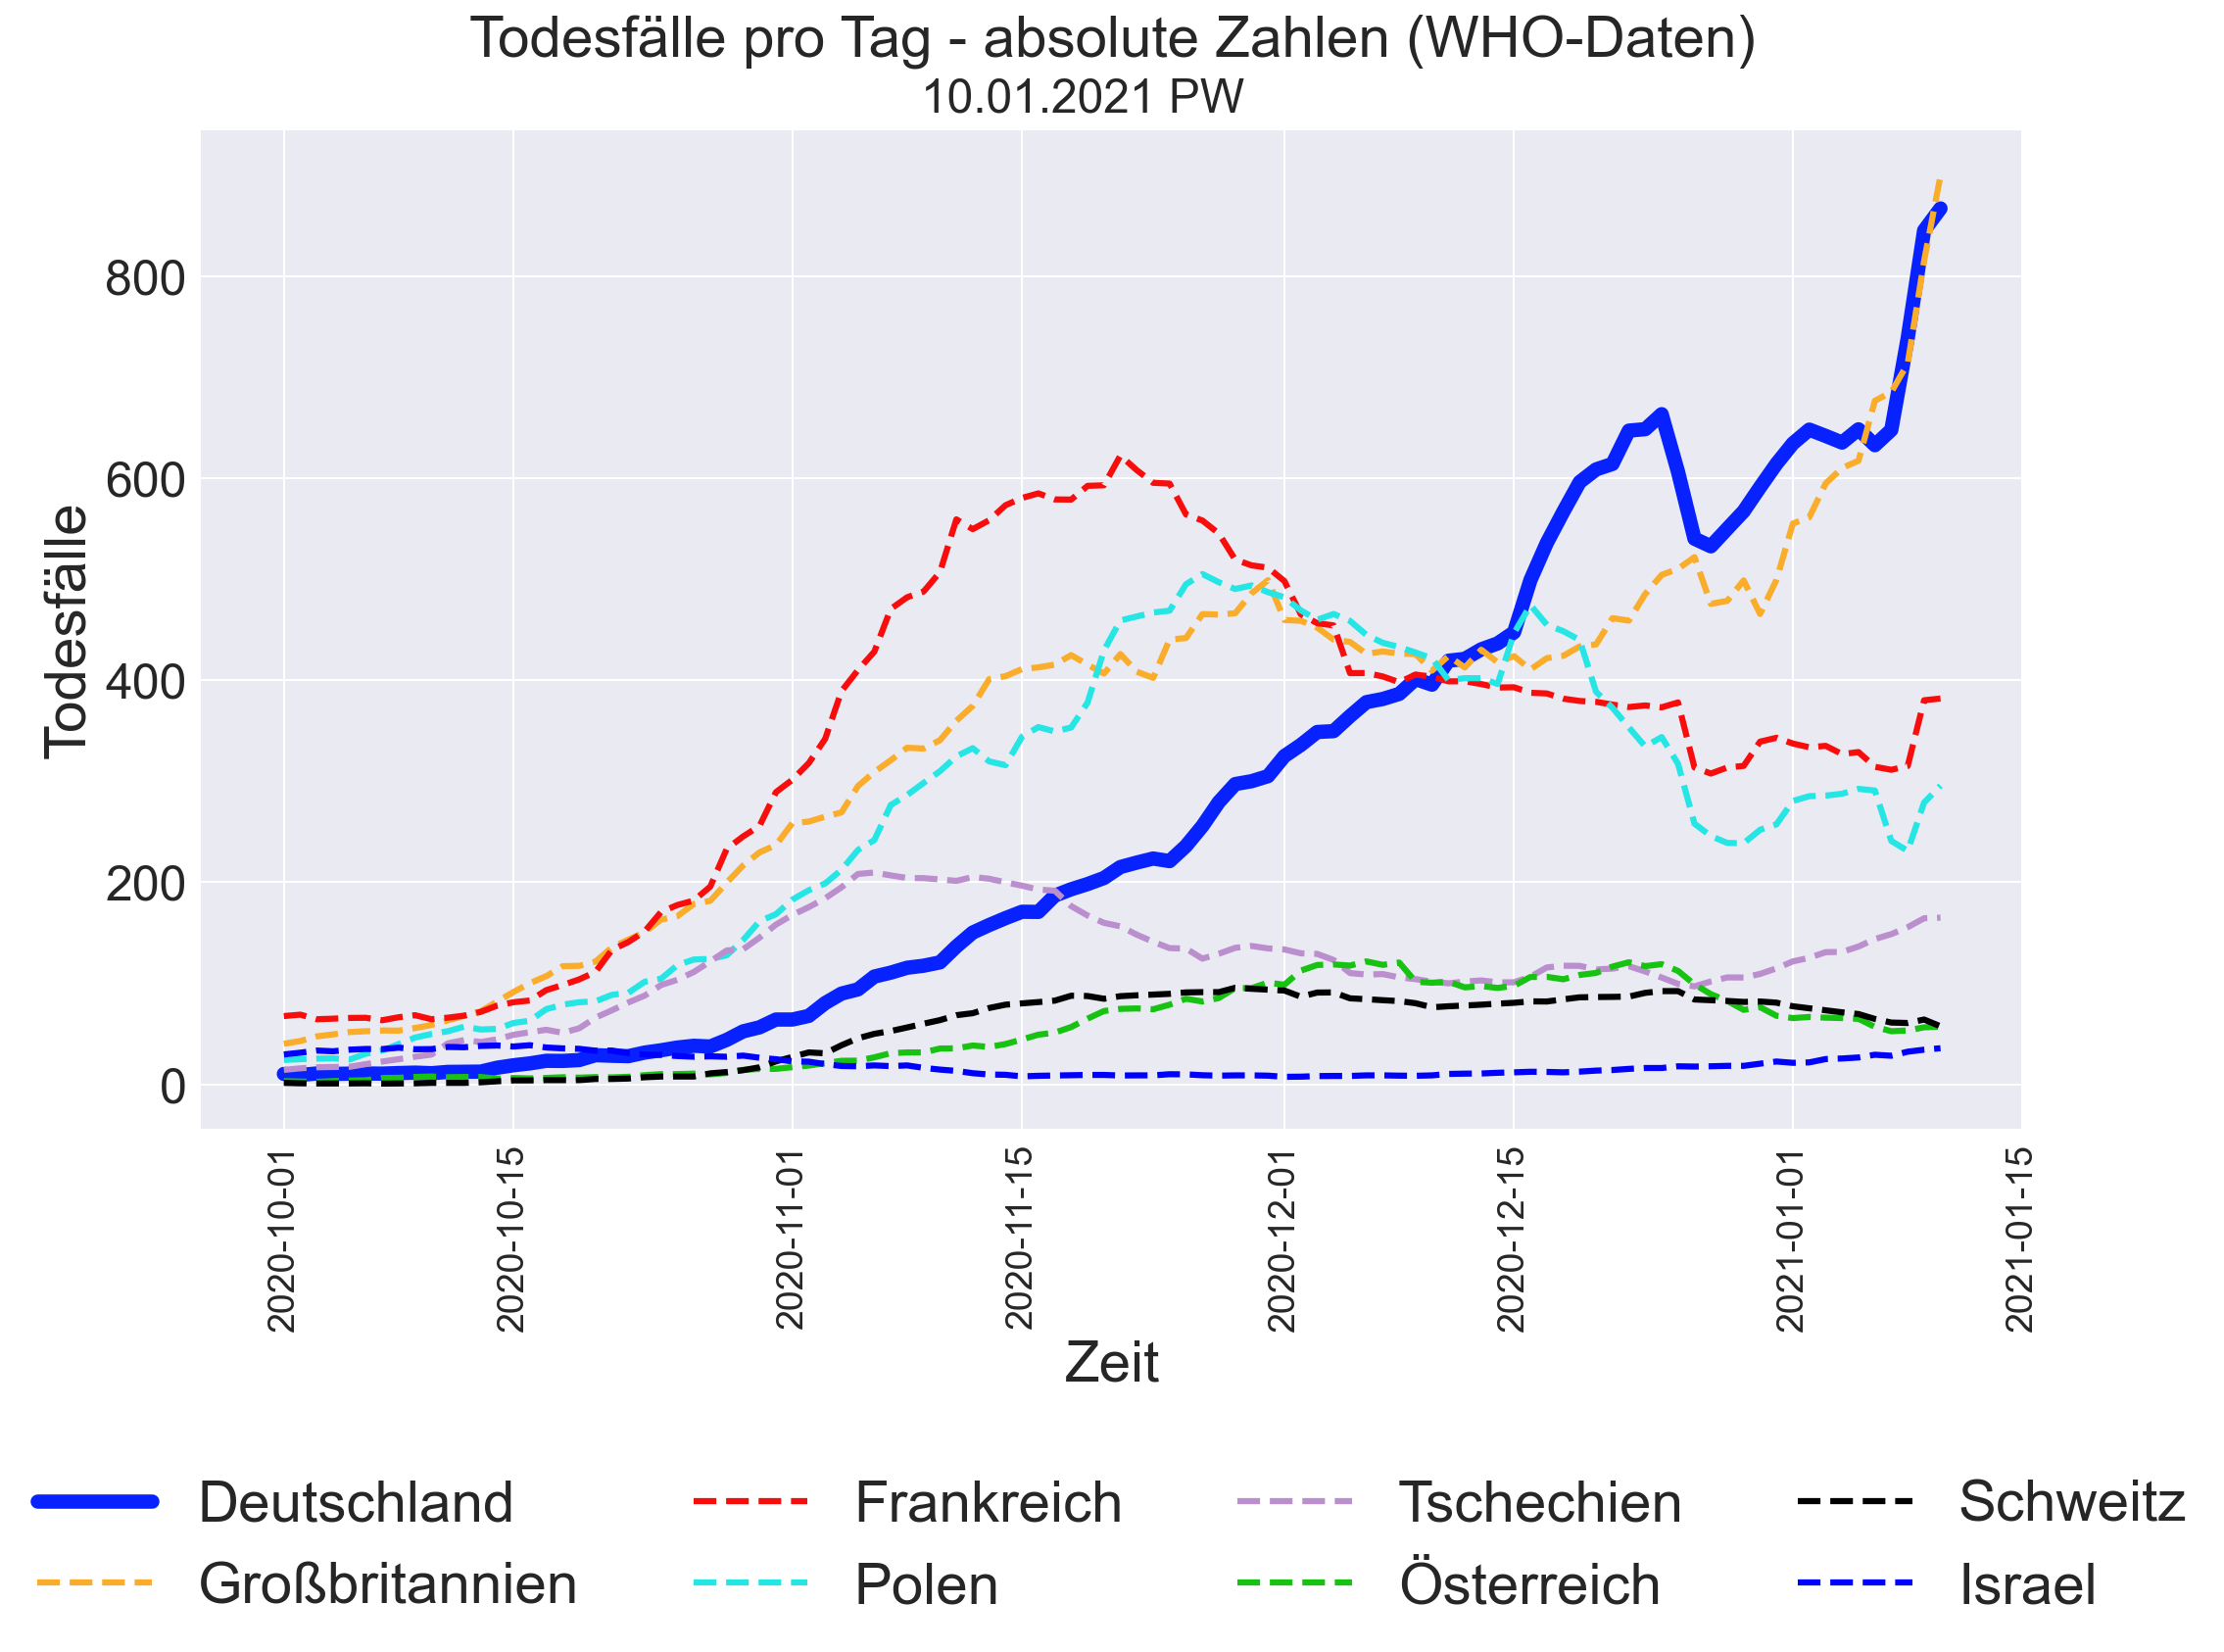 Todesfälle pro Tag - absolute Zahlen (WHO-Daten)
10.01.2021 PW
Todesfälle
800
600
400
200
0
2020-10-01
2020-10-15
2020-11-01
2020-11-15
2020-12-01
2020-12-15
2021-01-01
2021-01-15
Zeit
Deutschland
Frankreich
Tschechien
Schweitz
Großbritannien
Polen
Österreich
Israel